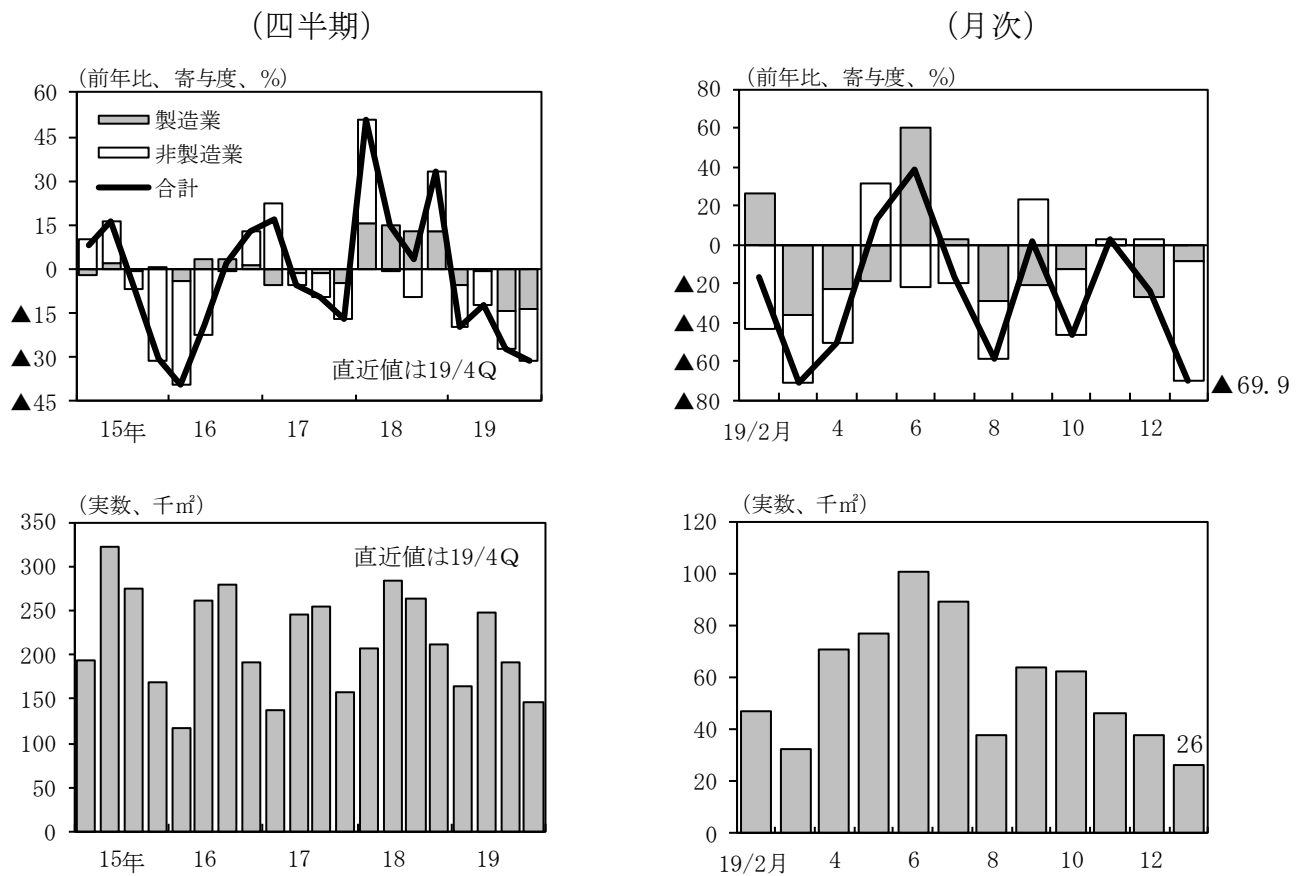 (四半期)
(前年比、寄与度、%)
60
45
30
15
0
▲15
▲30
▲45
製造業
非製造業
合計
直近値は19/4Q
15年 16 17 18 19
(月次)
(前年比、寄与度、%)
80
60
40
20
0
▲20
▲40
▲60
▲80
▲69.9
19/2月 4 6 8 10 12
(実数、千㎡)
350
300
250
200
150
100
50
0
直近値は19/4Q
15年 16 17 18 19
(実数、千㎡)
120
100
80
60
40
20
0
26
19/2月 4 6 8 10 12